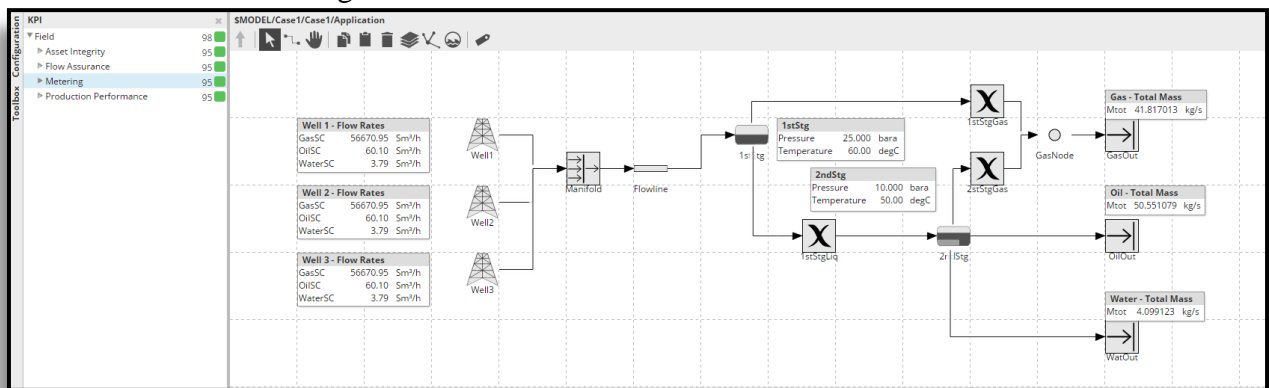 KPI
$MODEL/Case1/Case1/Application
Configuration
Toolbox
Field 98
Asset Integrity 95
Flow Assurance 95
Metering 95
Production Performance 95
Well 1 - Flow Rates
GasSC 56670.95 Sm³/h
OilSC 60.10 Sm³/h
WaterSC 3.79 Sm³/h
Well1
Well 2 - Flow Rates
GasSC 56670.95 Sm³/h
OilSC 60.10 Sm³/h
WaterSC 3.79 Sm³/h
Well2
Well 3 - Flow Rates
GasSC 56670.95 Sm³/h
OilSC 60.10 Sm³/h
WaterSC 3.79 Sm³/h
Well3
Manifold
Flowline
1stStg
Pressure 25.000 bara
Temperature 60.00 degC
2ndStg
Pressure 10.000 bara
Temperature 50.00 degC
1stStgGas
2stStgGas
GasNode
1stStgLiq
Gas - Total Mass
Mtot 41.817013 kg/s
GasOut
Oil - Total Mass
Mtot 50.551079 kg/s
OilOut
Water - Total Mass
Mtot 4.099123 kg/s
WatOut